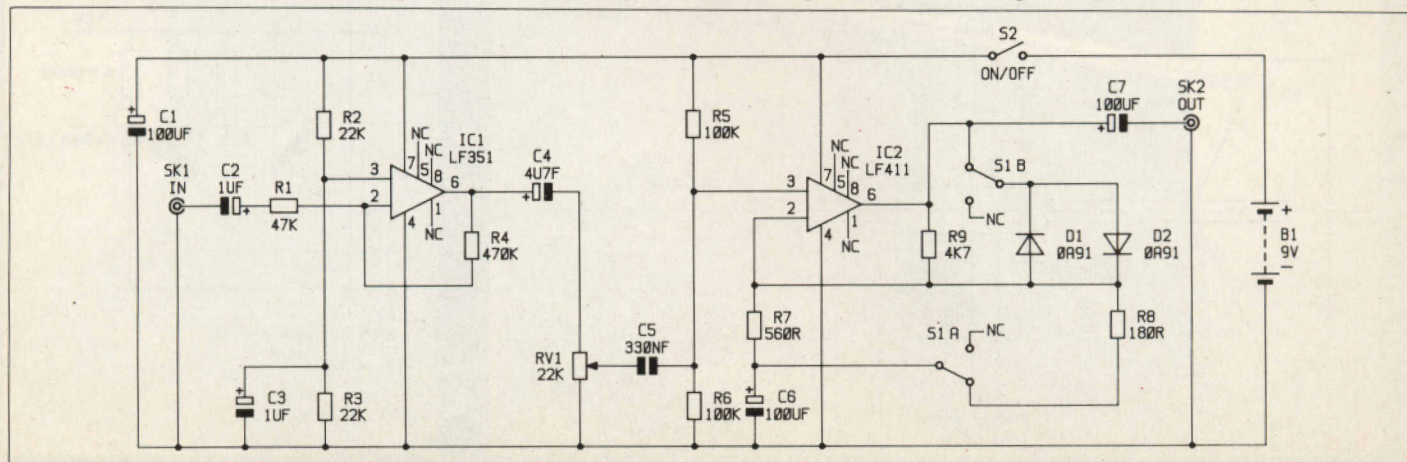 S2
ON/OFF
C1
100UF
R2
22K
IC1
LF351
R5
100K
IC2
LF411
C7
100UF
SK2
OUT
NC
NC
7
5
8
3
2
6
4
1
NC
C4
4U7F
SK1
IN
C2
1UF
R1
47K
R4
470K
NC
NC
7
5
8
3
2
6
4
1
NC
S1 B
NC
R9
4K7
D1
ØA91
D2
ØA91
B1
9V
C3
1UF
R3
22K
RV1
22K
C5
330NF
R6
100K
R7
560R
C6
100UF
S1 A
NC
R8
180R